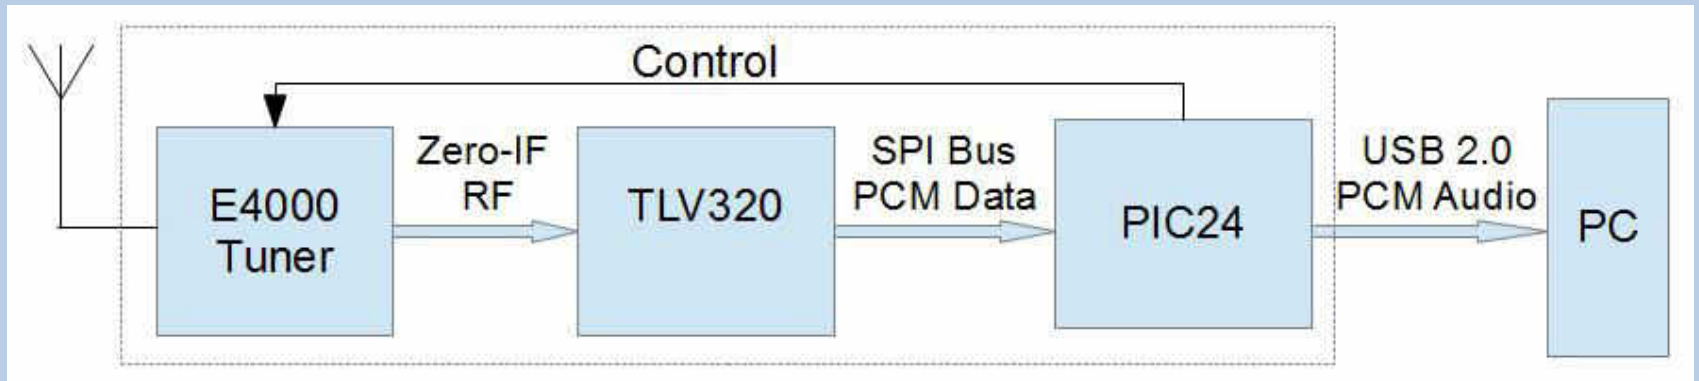 Control
E4000
Tuner
Zero-IF
RF
TLV320
SPI Bus
PCM Data
PIC24
USB 2.0
PCM Audio
PC